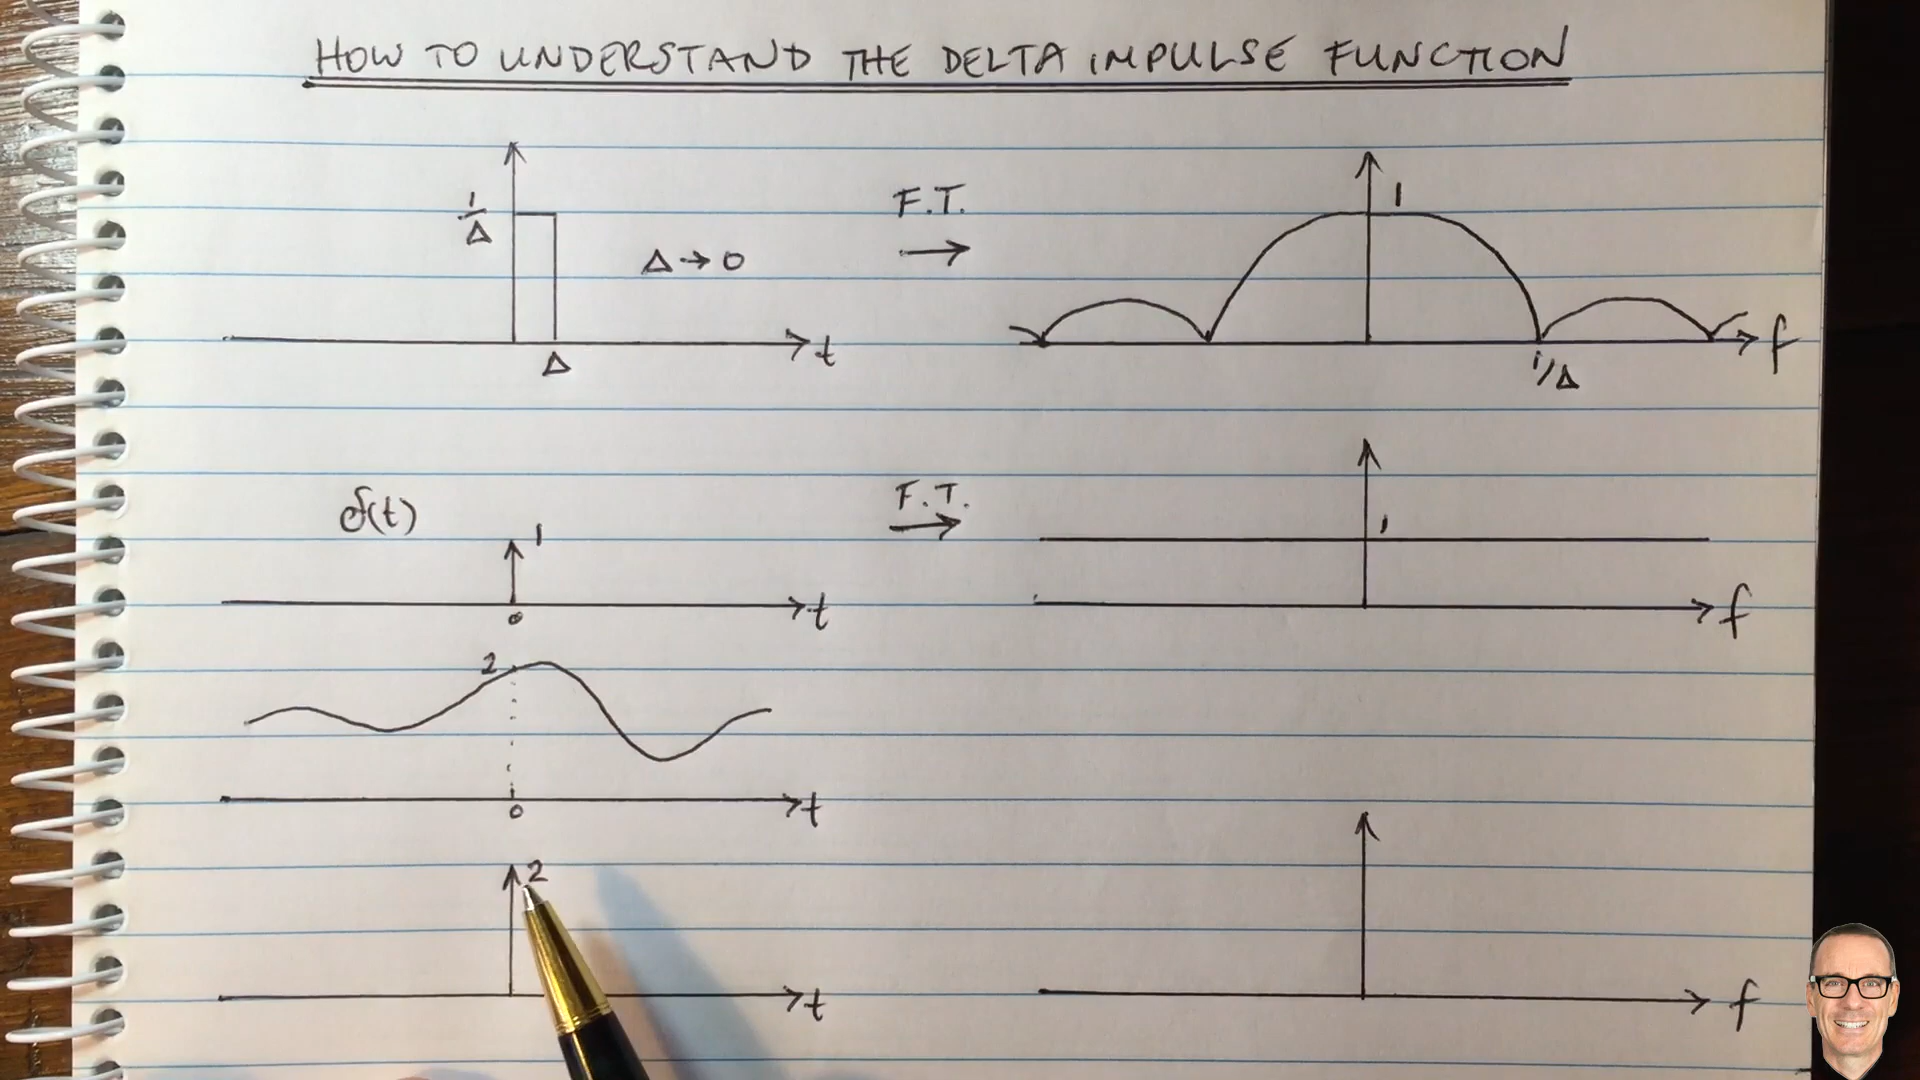 HOW TO UNDERSTAND THE DELTA IMPULSE FUNCTION
1/Δ
Δ→0
Δ
t
F.T.
→
1
1/Δ
f
δ(t)
1
0
t
F.T.
→
1
f
2
0
t
2
t
f